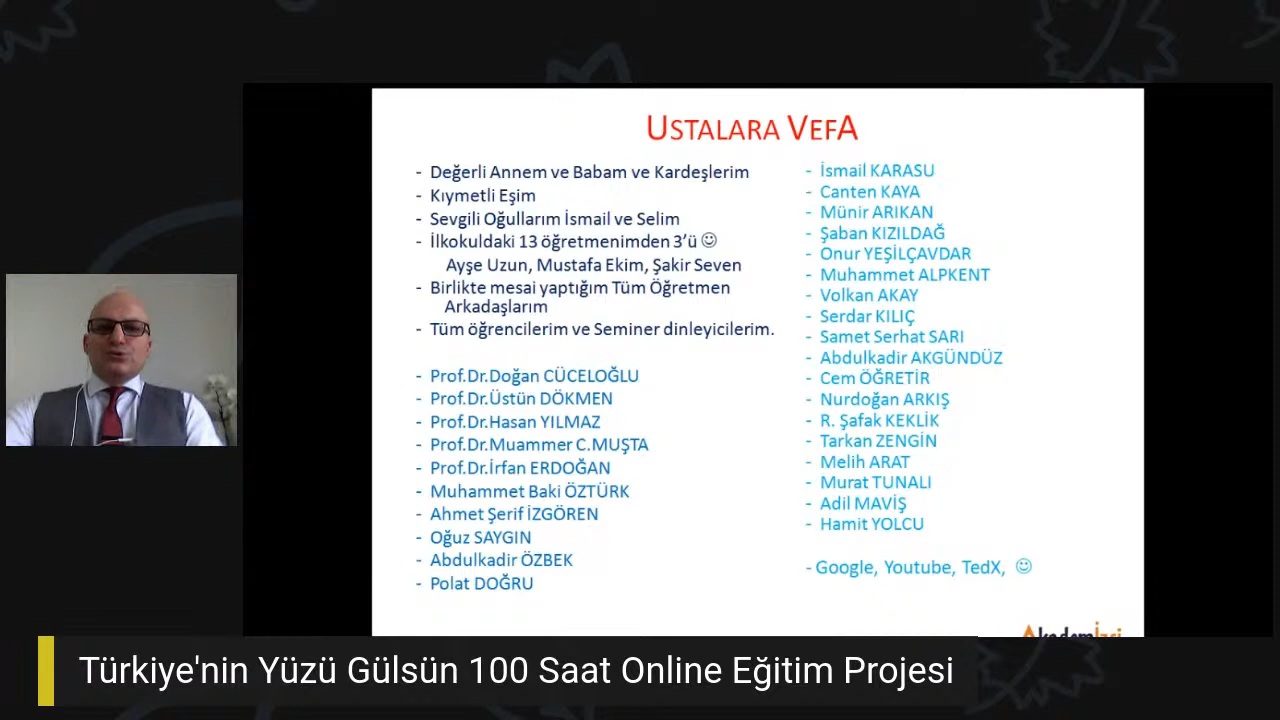 USTALARA VEFA
- Değerli Annem ve Babam ve Kardeşlerim
- Kıymetli Eşim
- Sevgili Oğullarım İsmail ve Selim
- İlkokuldaki 13 öğretmenimden 3’ü ☺
Ayşe Uzun, Mustafa Ekim, Şakir Seven
- Birlikte mesai yaptığım Tüm Öğretmen
Arkadaşlarım
- Tüm öğrencilerim ve Seminer dinleyicilerim.
- Prof.Dr.Doğan CÜCELOĞLU
- Prof.Dr.Üstün DÖKMEN
- Prof.Dr.Hasan YILMAZ
- Prof.Dr.Muammer C.MUŞTA
- Prof.Dr.İrfan ERDOĞAN
- Muhammet Baki ÖZTÜRK
- Ahmet Şerif İZGÖREN
- Oğuz SAYGIN
- Abdulkadir ÖZBEK
- Polat DOĞRU
- İsmail KARASU
- Canten KAYA
- Münir ARIKAN
- Şaban KIZILDAĞ
- Onur YEŞİLÇAVDAR
- Muhammet ALPKENT
- Volkan AKAY
- Serdar KILIÇ
- Samet Serhat SARI
- Abdulkadir AKGÜNDÜZ
- Cem ÖĞRETİR
- Nurdoğan ARKIŞ
- R. Şafak KEKLİK
- Tarkan ZENGİN
- Melih ARAT
- Murat TUNALI
- Adil MAVİŞ
- Hamit YOLCU
- Google, Youtube, TedX, ☺
Akademİzci
Türkiye'nin Yüzü Gülsün 100 Saat Online Eğitim Projesi